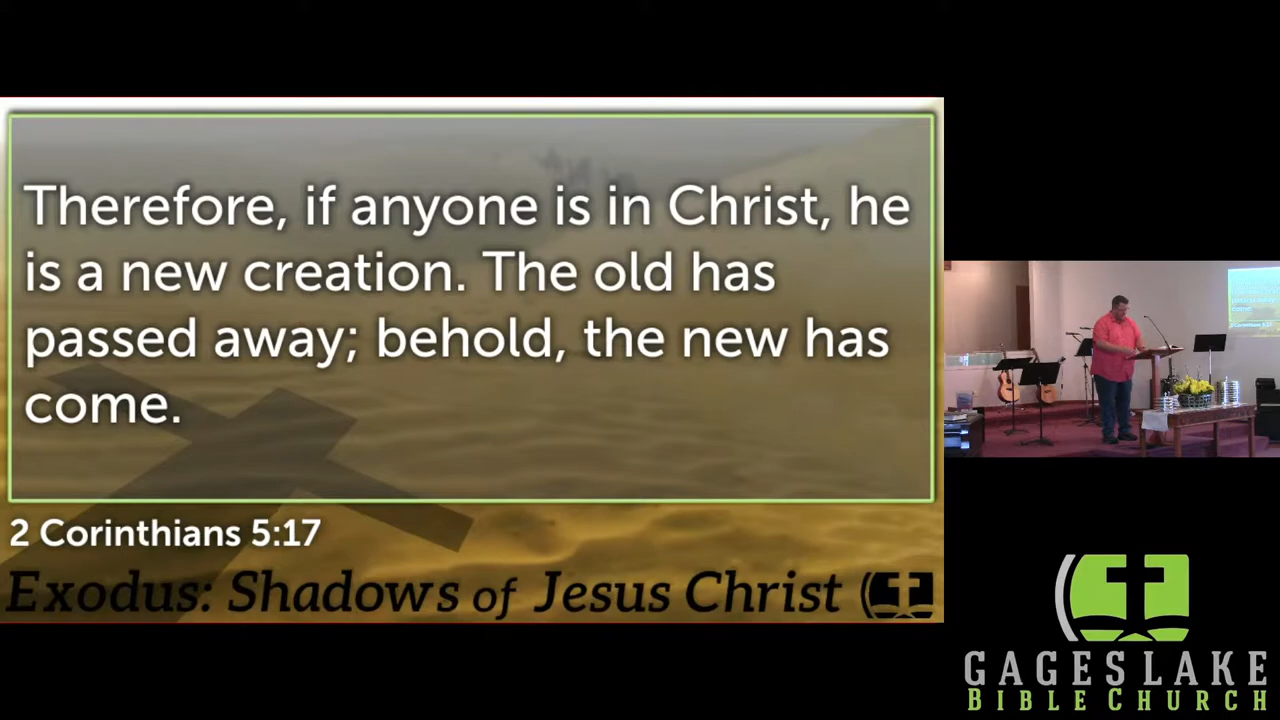 Therefore, if anyone is in Christ, he
is a new creation. The old has
passed away; behold, the new has
come.
2 Corinthians 5:17
Exodus: Shadows of Jesus Christ
GAGESLAKE
BIBLE CHURCH